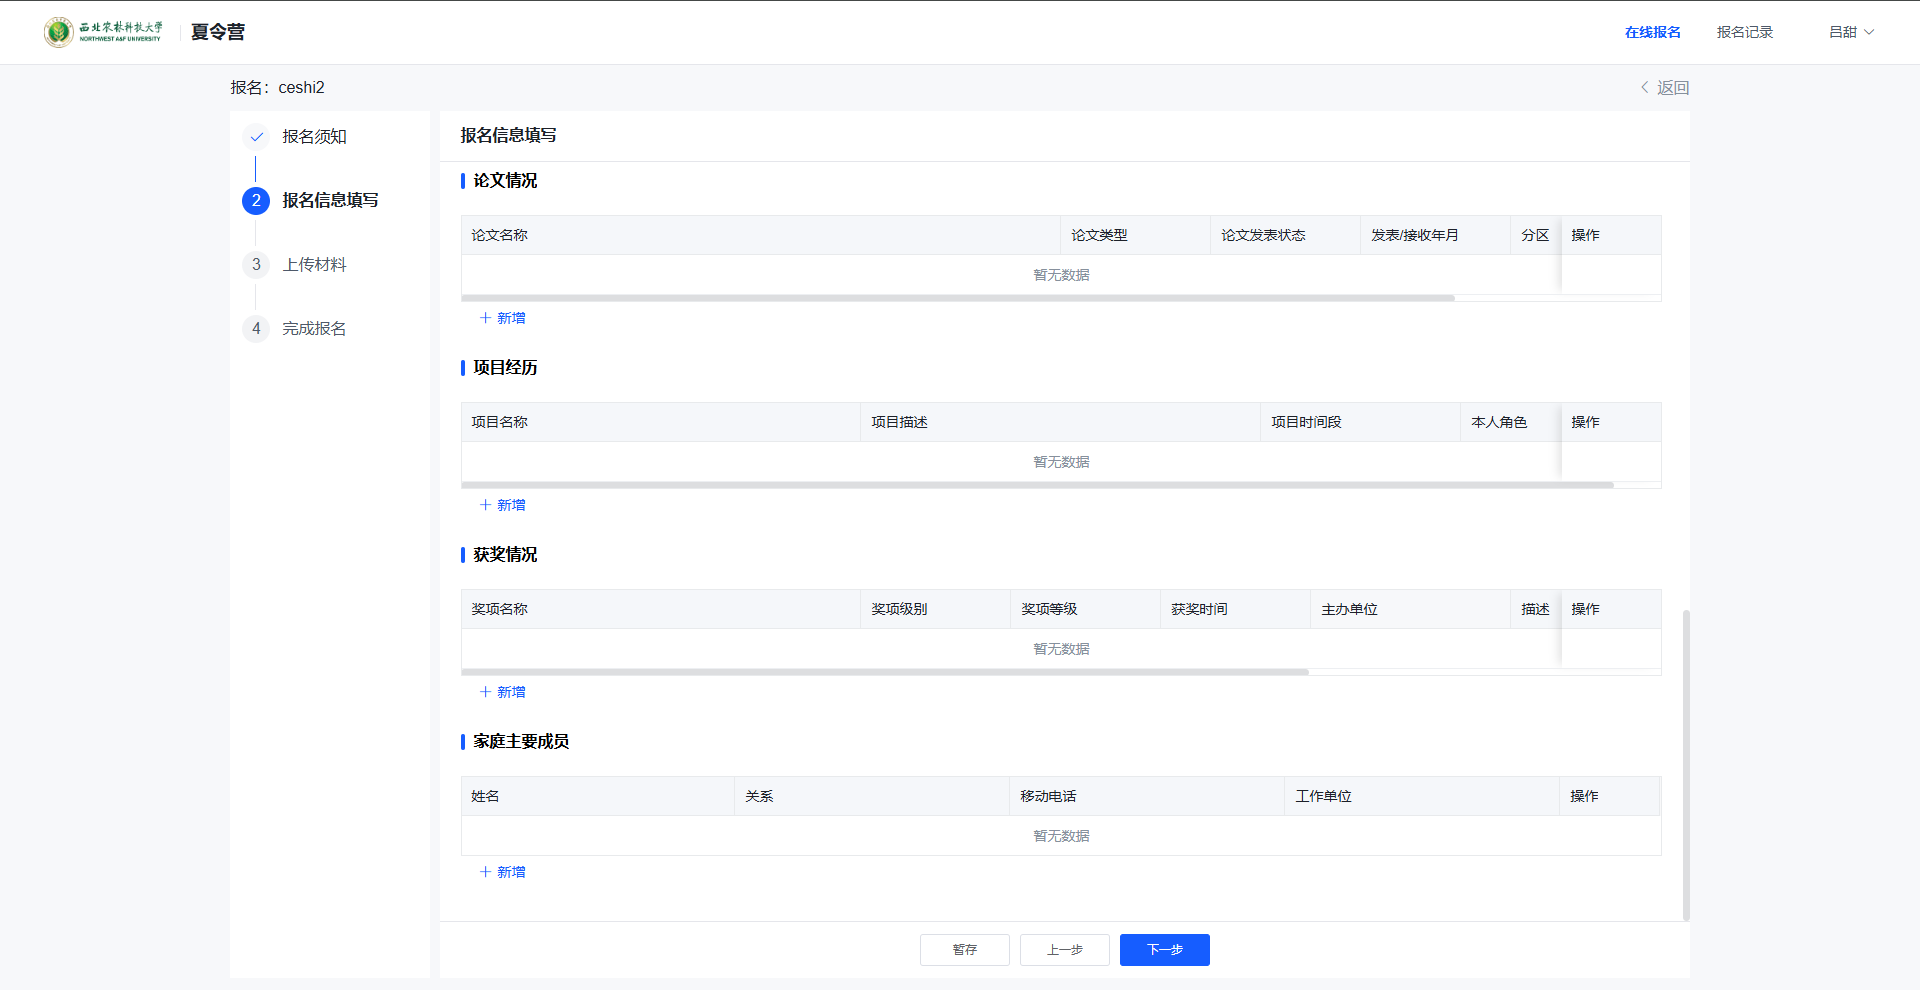 西北农林科技大学
NORTHWEST A&F UNIVERSITY
夏令营
在线报名
报名记录
吕甜
报名：ceshi2
返回
报名须知
2 报名信息填写
3 上传材料
4 完成报名
报名信息填写
论文情况
论文名称 论文类型 论文发表状态 发表/接收年月 分区 操作
暂无数据
新增
项目经历
项目名称 项目描述 项目时间段 本人角色 操作
暂无数据
新增
获奖情况
奖项名称 奖项级别 奖项等级 获奖时间 主办单位 描述 操作
暂无数据
新增
家庭主要成员
姓名 关系 移动电话 工作单位 操作
暂无数据
新增
暂存 上一步 下一步